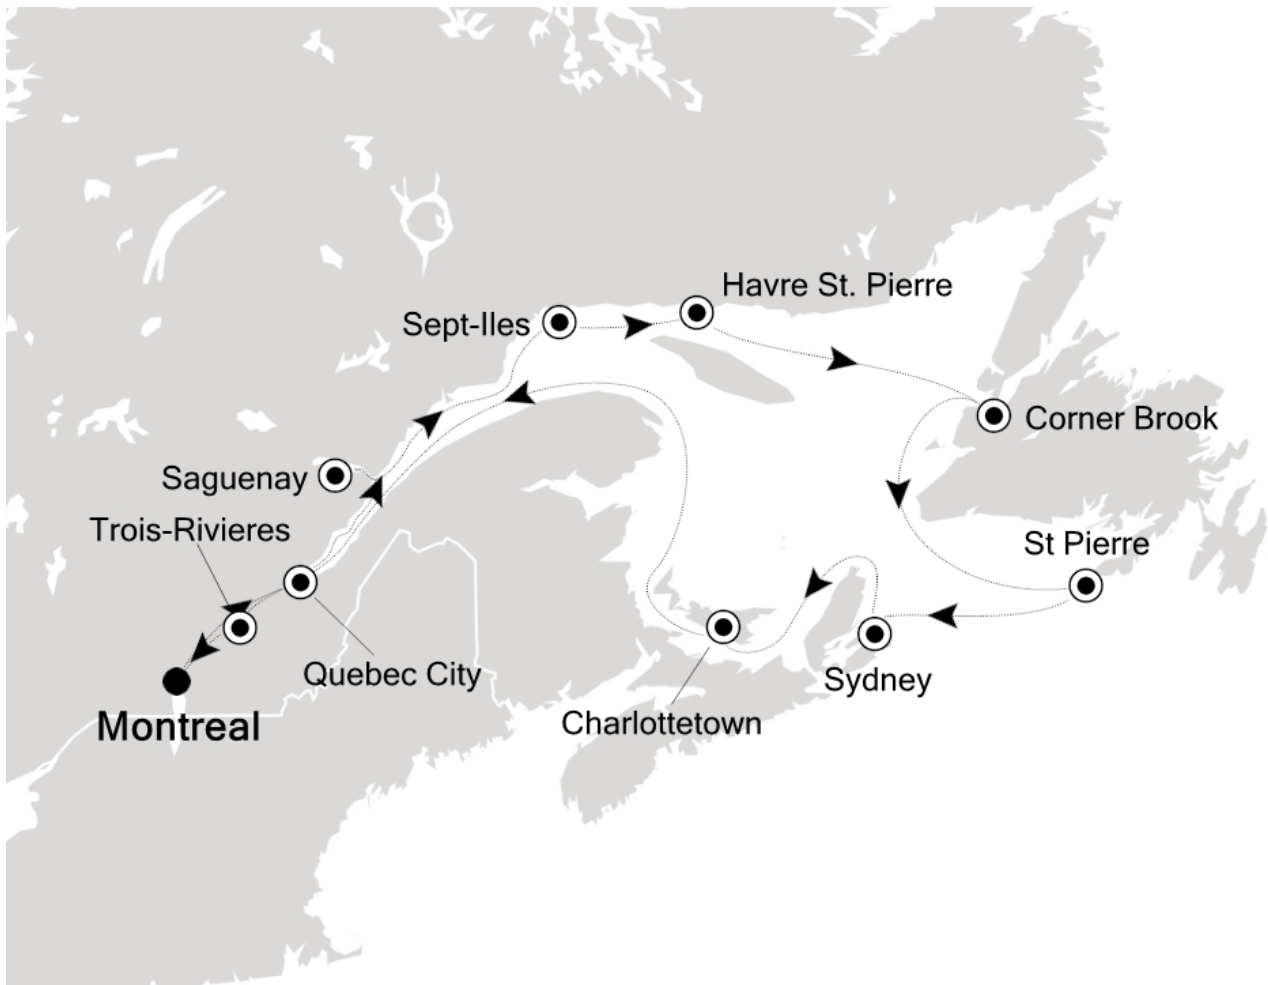 Havre St. Pierre
Sept-Iles
Corner Brook
Saguenay
Trois-Rivieres
St Pierre
Quebec City
Sydney
Montreal
Charlottetown